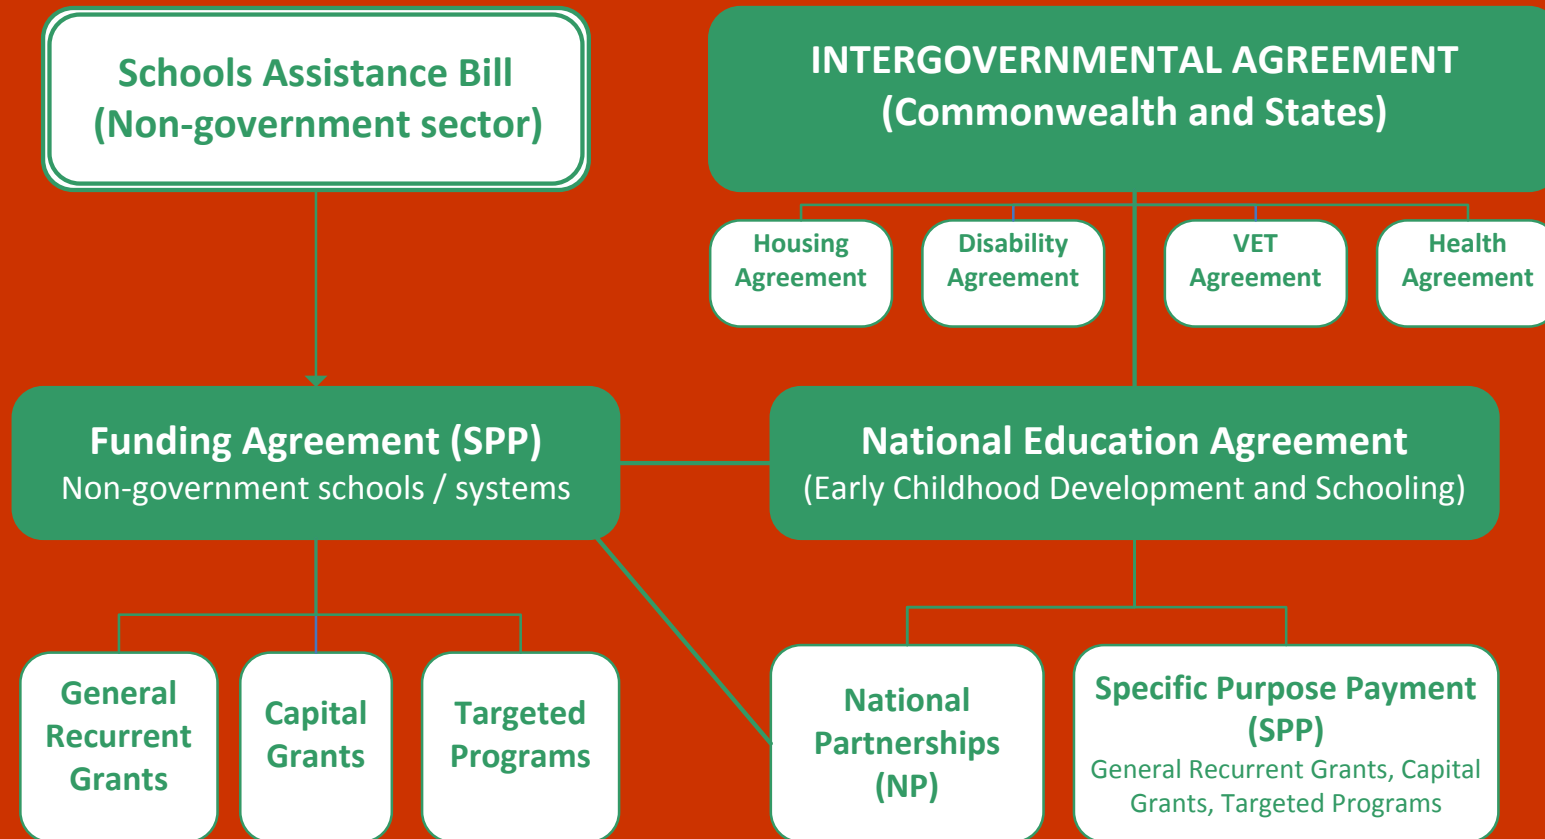 Schools Assistance Bill
(Non-government sector)
INTERGOVERNMENTAL AGREEMENT
(Commonwealth and States)
Housing
Agreement
Disability
Agreement
VET
Agreement
Health
Agreement
Funding Agreement (SPP)
Non-government schools / systems
National Education Agreement
(Early Childhood Development and Schooling)
General
Recurrent
Grants
Capital
Grants
Targeted
Programs
National
Partnerships
(NP)
Specific Purpose Payment
(SPP)
General Recurrent Grants, Capital
Grants, Targeted Programs